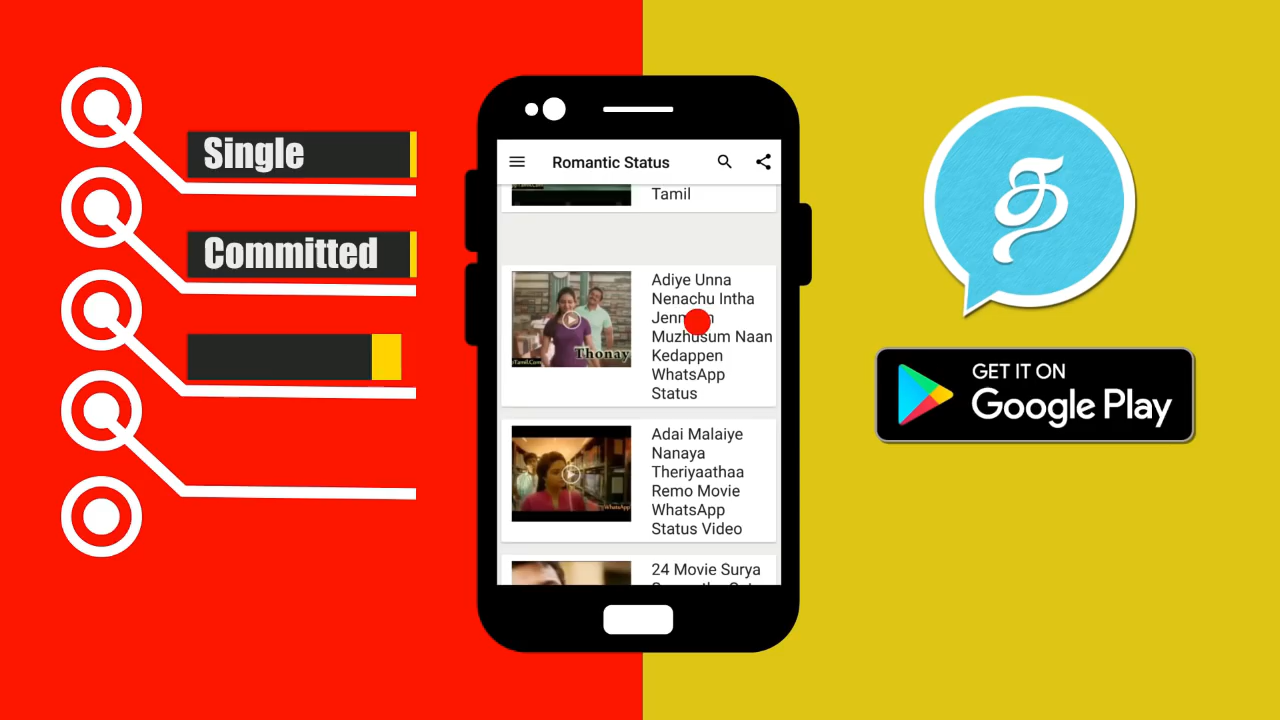 Single
Committed
Romantic Status
Tamil
Adiye Unna
Nenachu Intha
Muzhusum Naan
Kedappen
WhatsApp
Status
Thonay
Adai Malaiye
Nanaya
Theriyaathaa
Remo Movie
WhatsApp
Status Video
WhatsApp
24 Movie Surya
த
GET IT ON
Google Play